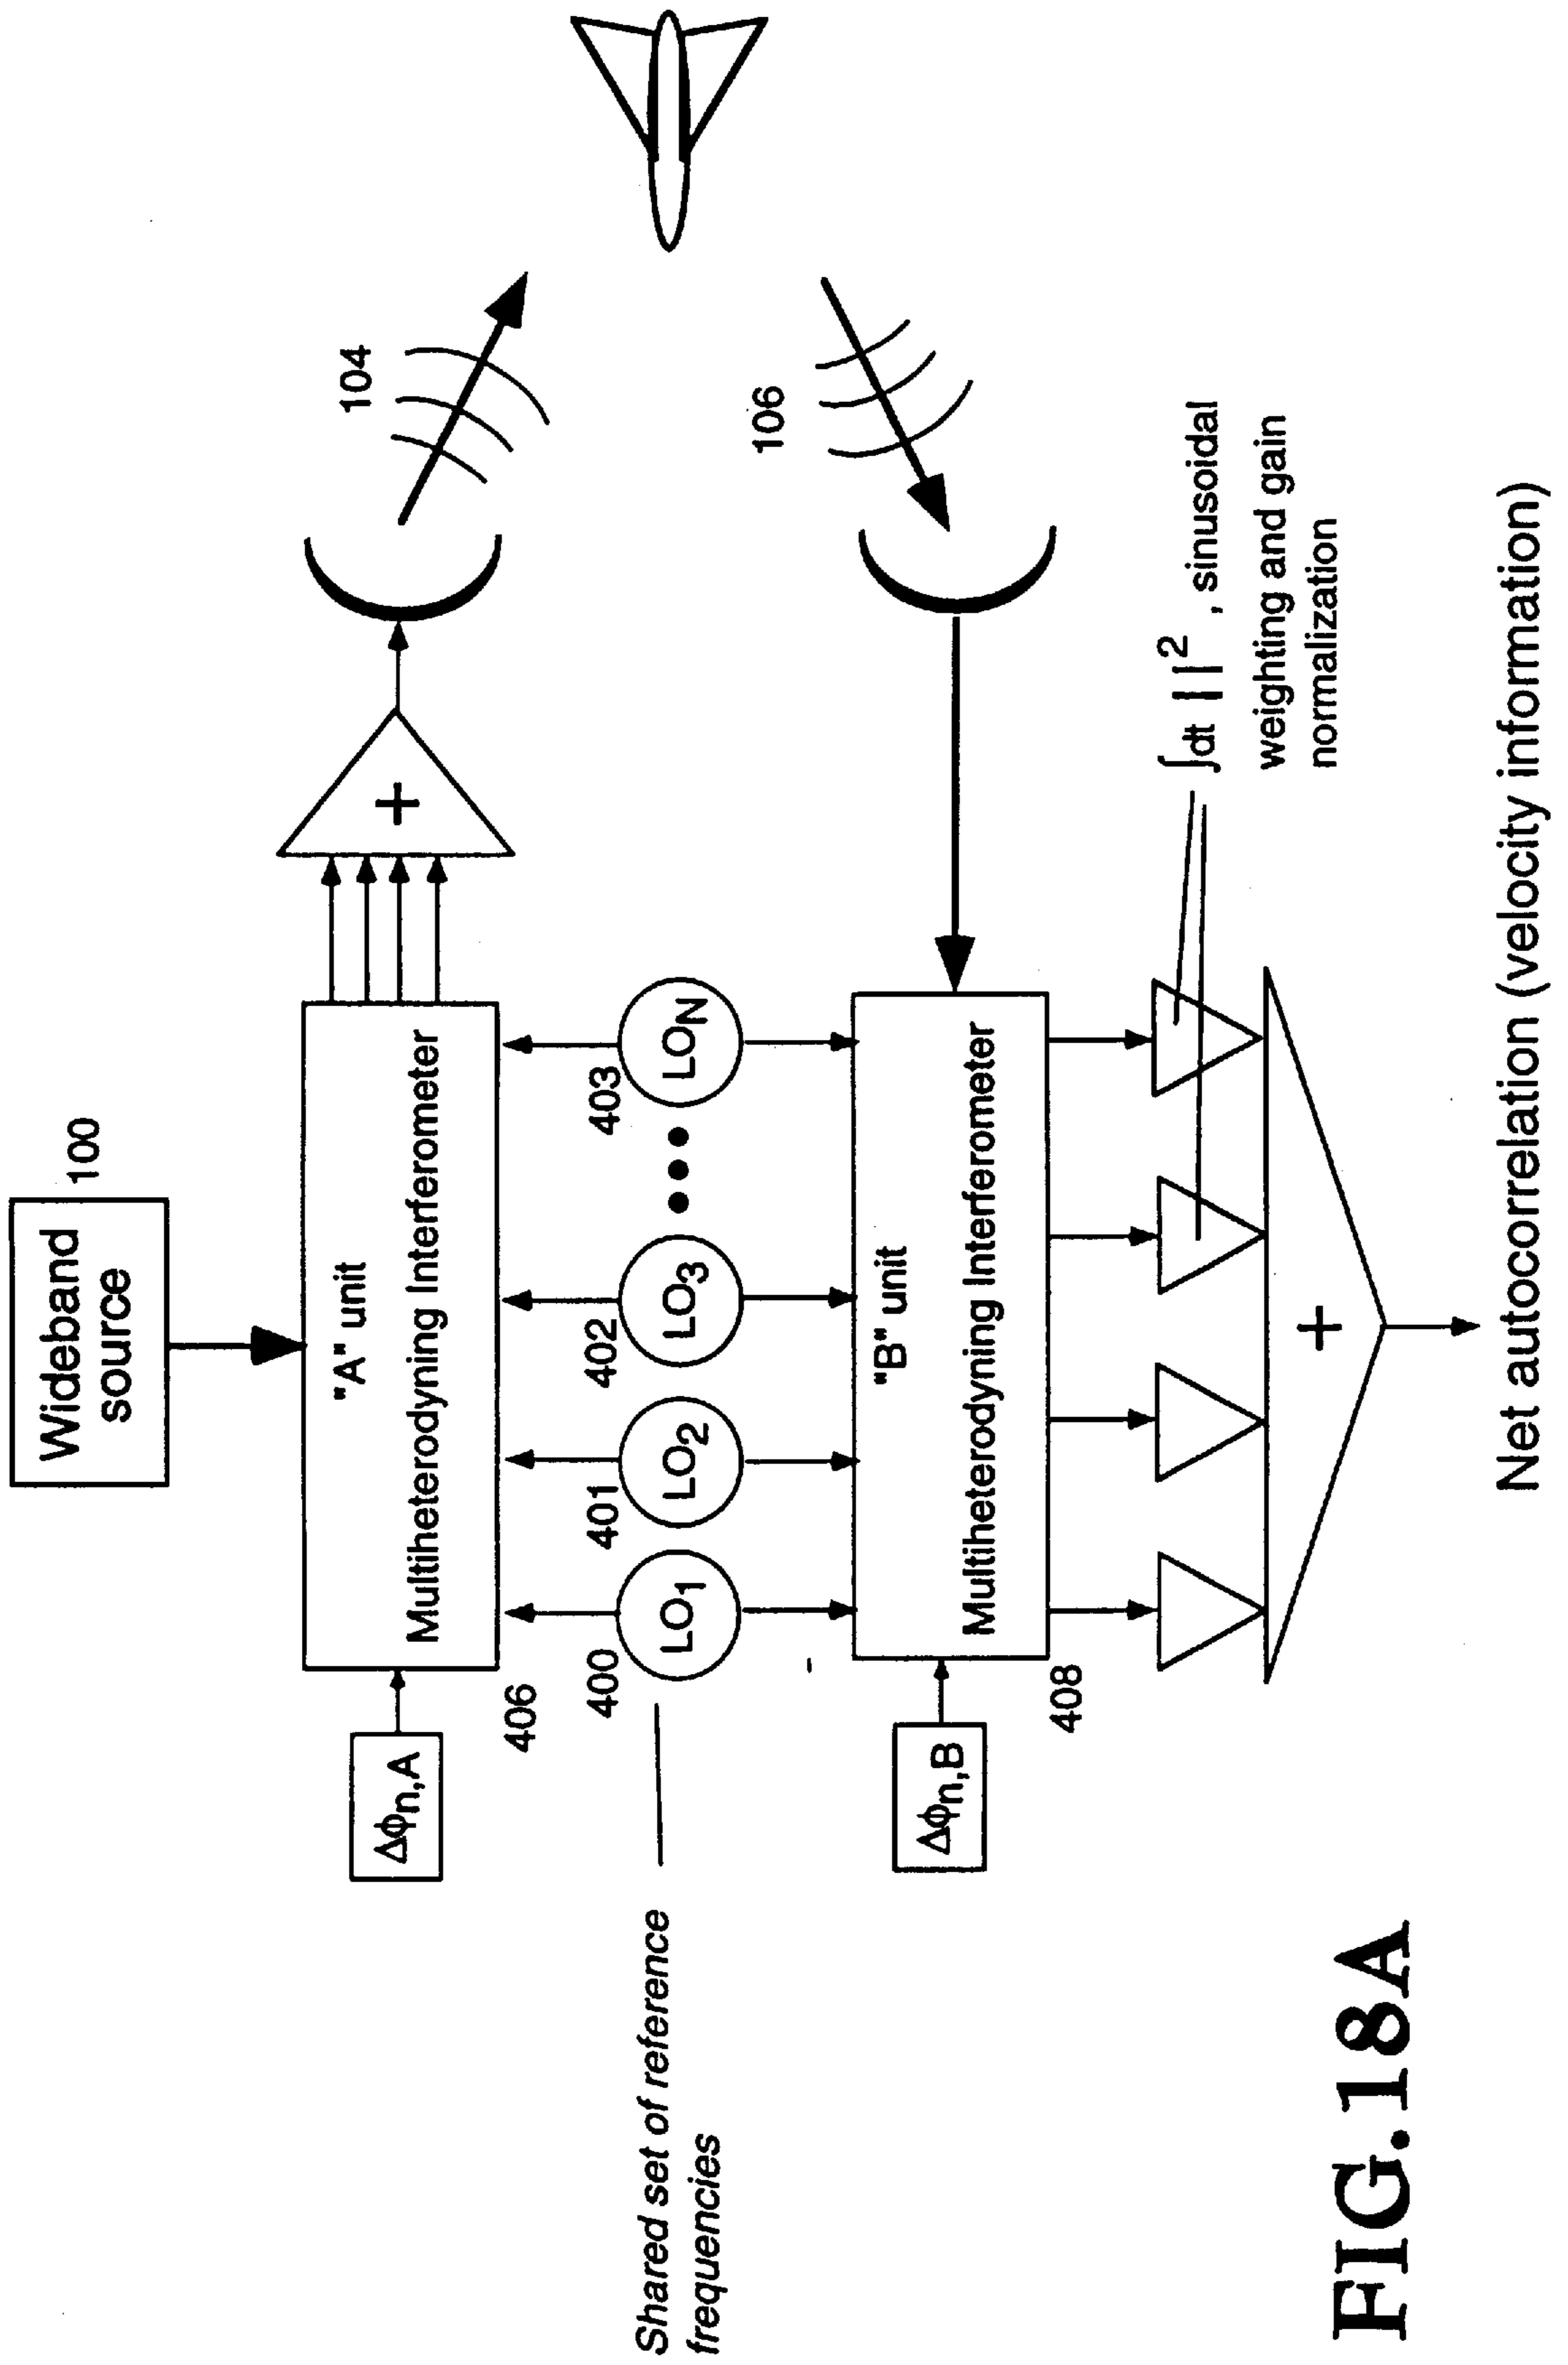 Wideband
source
100
Δϕn,A
"A" unit
Multiheterodyning Interferometer
406
+
104
Shared set of reference
frequencies
400
LO1
401
LO2
402
LO3
403
LON
Δϕn,B
"B" unit
Multiheterodyning Interferometer
408
106
∫dt | |², sinusoidal
weighting and gain
normalization
+
Net autocorrelation (velocity information)
FIG.18A